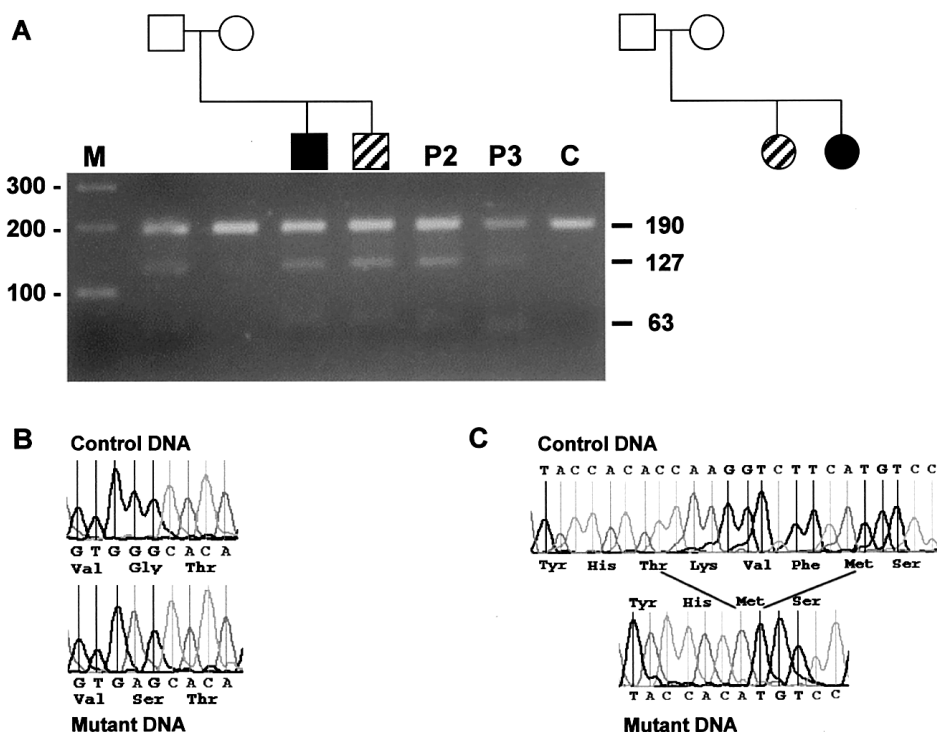 A
M P2 P3 C
300 -
200 -
100 -
190
127
63
B
Control DNA
G T G G G C A C A
Val Gly Thr
G T G A G C A C A
Val Ser Thr
Mutant DNA
C
Control DNA
T A C C A C A C C A A G G T C T T C A T G T C C
Tyr His Thr Lys Val Phe Met Ser
Tyr His Met Ser
T A C C A C A T G T C C
Mutant DNA